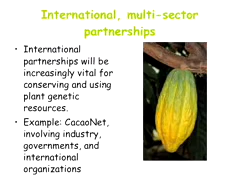 International, multi-sector
partnerships
• International
partnerships will be
increasingly vital for
conserving and using
plant genetic
resources.
• Example: CacaoNet,
involving industry,
governments, and
international
organizations